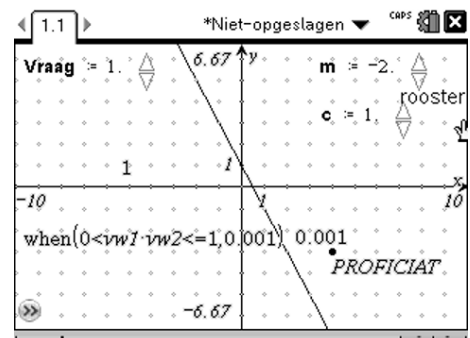 1.1 *Niet-opgeslagen CAPS
Vraag := 1. 6.67 y m := -2.
rooster
c := 1.
1 1
x
-10 1 10
when(0<vw1·vw2<=1,0.001) 0.001
PROFICIAT
-6.67